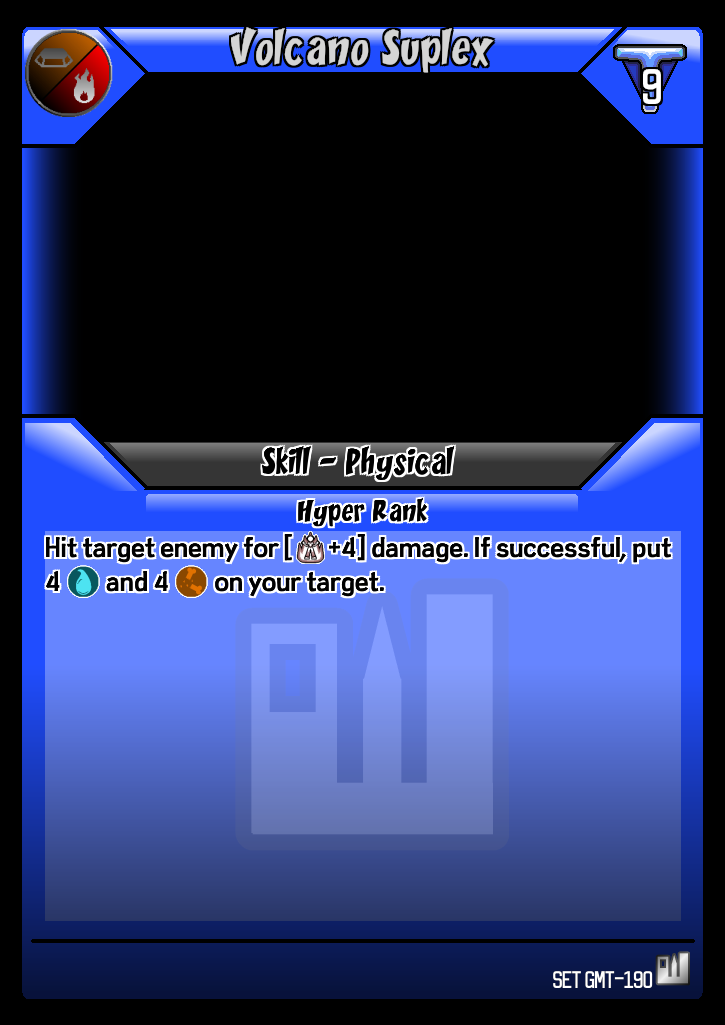 Volcano Suplex
9
Skill - Physical
Hyper Rank
Hit target enemy for [ +4] damage. If successful, put
4 and 4 on your target.
SET GMT-190